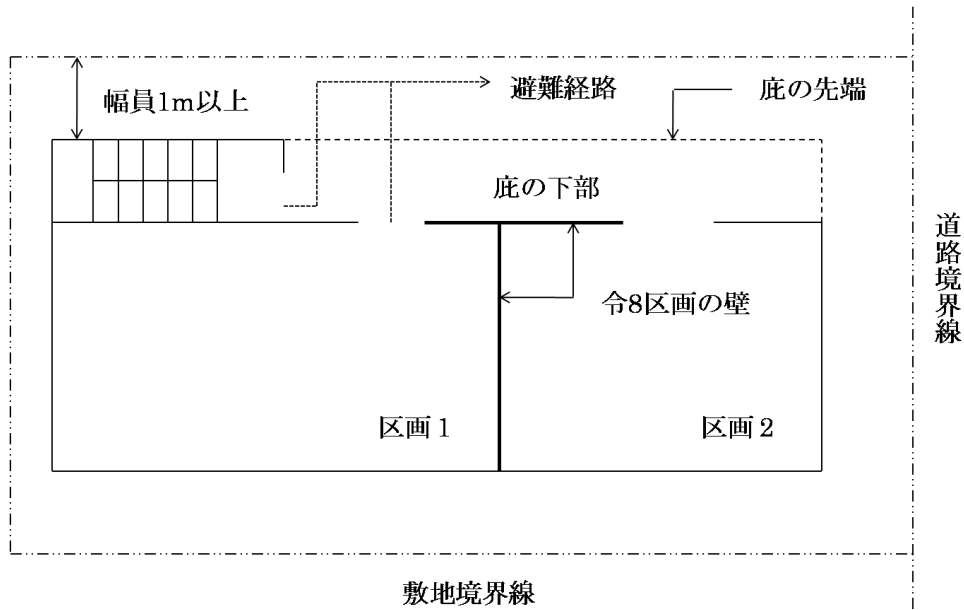 幅員1m以上
避難経路
庇の先端
庇の下部
令8区画の壁
区画1
区画2
道路境界線
敷地境界線